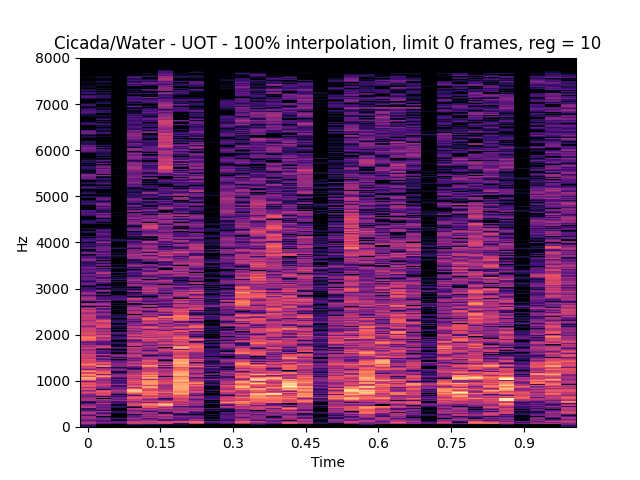 Cicada/Water - UOT - 100% interpolation, limit 0 frames, reg = 10
8000
7000
6000
5000
4000
3000
2000
1000
0
Hz
0 0.15 0.3 0.45 0.6 0.75 0.9
Time